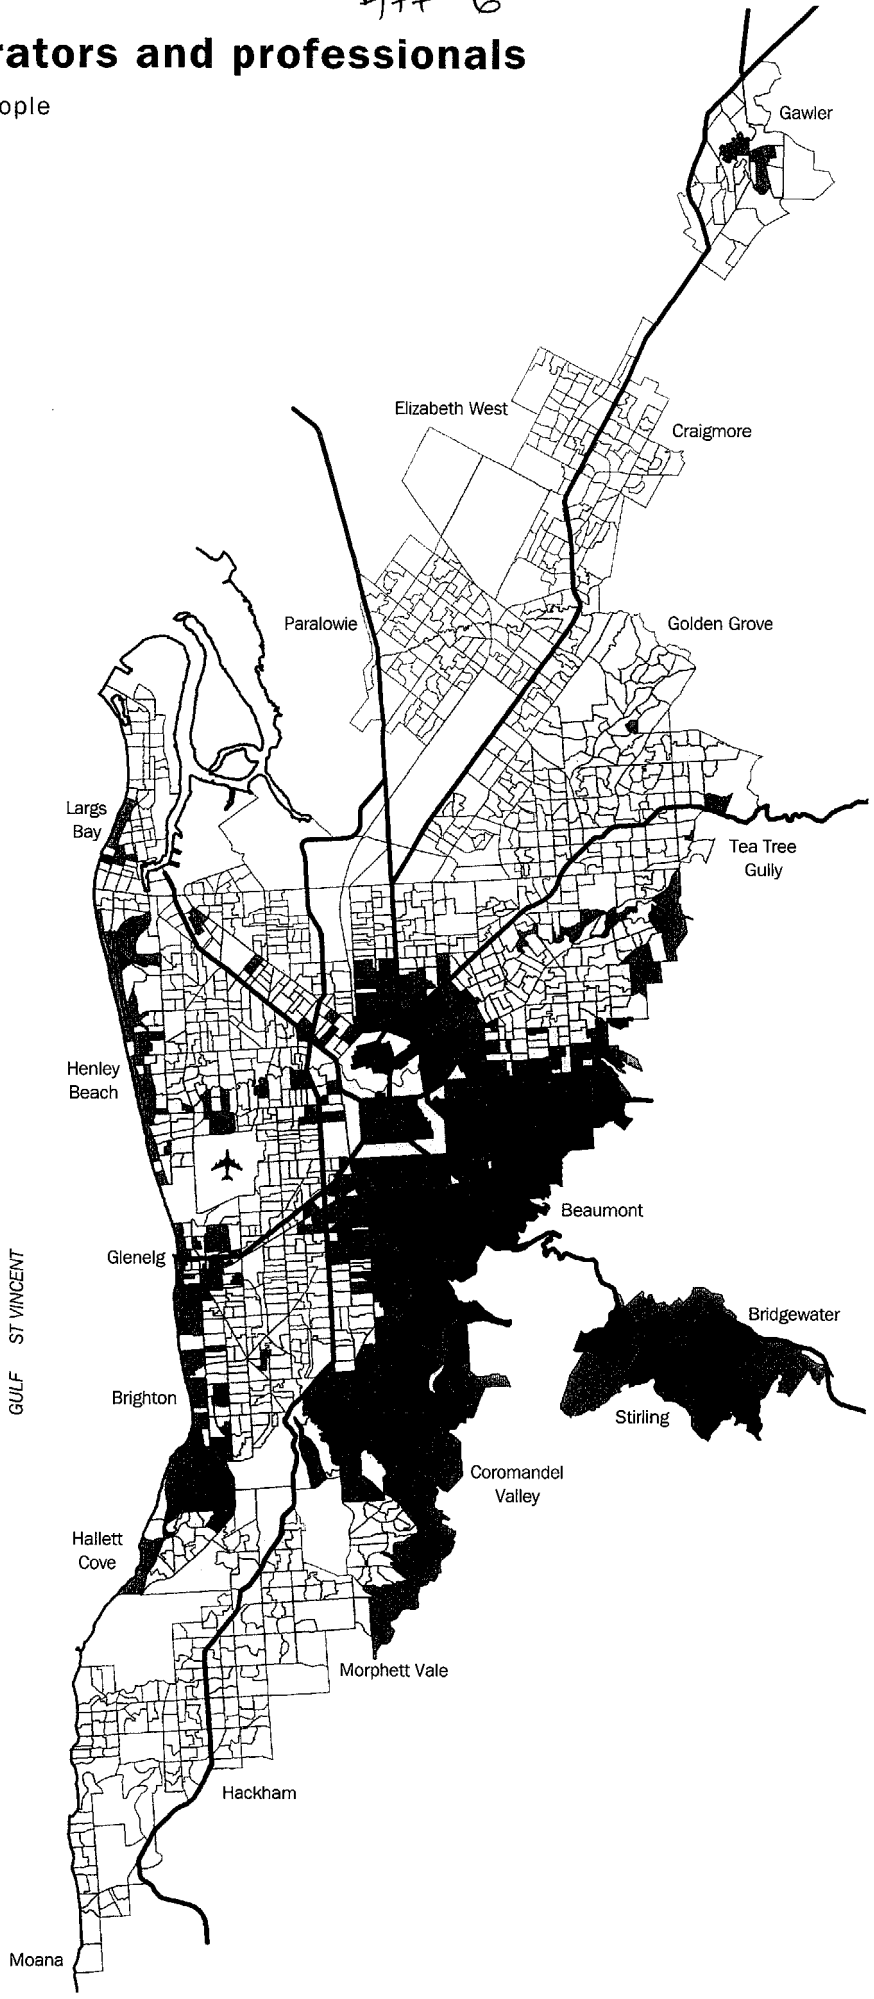 rators and professionals
ople
Gawler
Elizabeth West
Craigmore
Paralowie
Golden Grove
Largs
Bay
Tea Tree
Gully
Henley
Beach
Beaumont
Glenelg
GULF ST VINCENT
Bridgewater
Brighton
Stirling
Coromandel
Valley
Hallett
Cove
Morphett Vale
Hackham
Moana